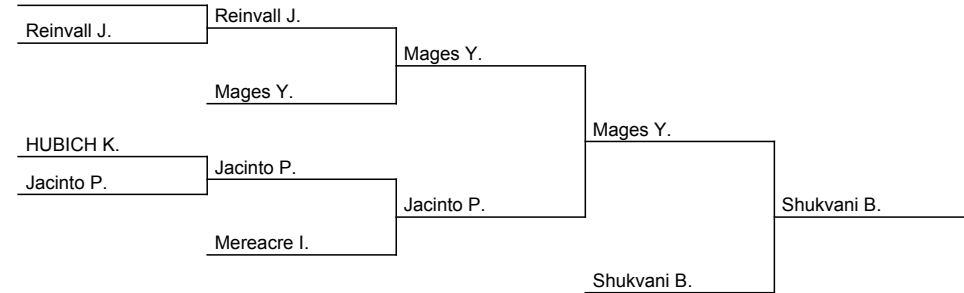 Reinvall J.
Reinvall J.
Mages Y.
Mages Y.
HUBICH K.
Jacinto P.
Jacinto P.
Mereacre I.
Jacinto P.
Mages Y.
Shukvani B.
Shukvani B.